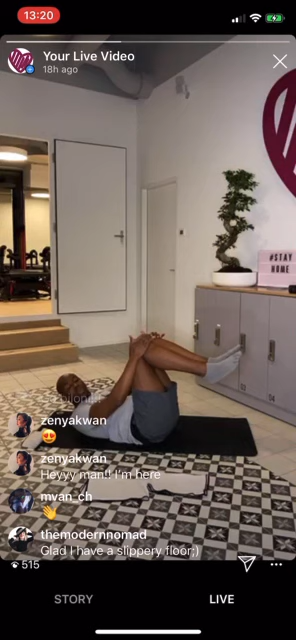 13:20
Your Live Video
18h ago
#STAY
HOME
zenyakwan
😍
zenyakwan
Heyyy man!! I'm here
mvan_ch
👋
themodernnomad
Glad I have a slippery floor;)
515
STORY
LIVE